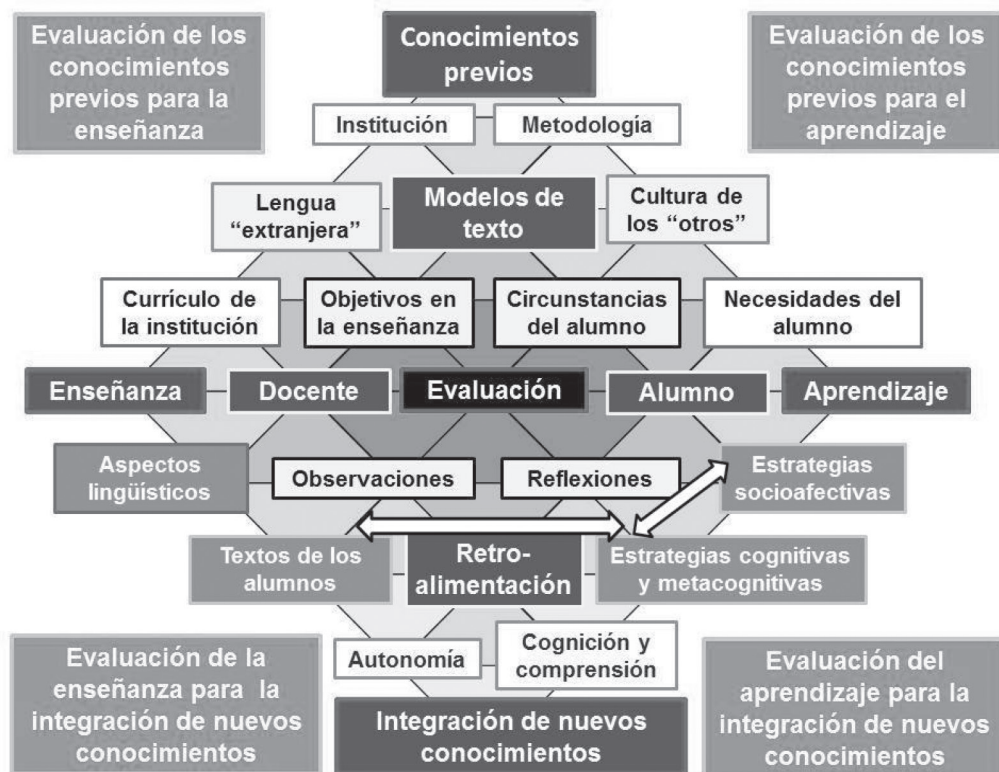 Evaluación de los
conocimientos
previos para la
enseñanza
Conocimientos
previos
Evaluación de los
conocimientos
previos para el
aprendizaje
Institución
Metodología
Lengua
“extranjera”
Modelos de
texto
Cultura de
los “otros”
Currículo de
la institución
Objetivos en
la enseñanza
Circunstancias
del alumno
Necesidades del
alumno
Enseñanza
Docente
Evaluación
Alumno
Aprendizaje
Aspectos
lingüísticos
Observaciones
Reflexiones
Estrategias
socioafectivas
Textos de los
alumnos
Retro-
alimentación
Estrategias cognitivas
y metacognitivas
Evaluación de la
enseñanza para la
integración de nuevos
conocimientos
Autonomía
Cognición y
comprensión
Integración de nuevos
conocimientos
Evaluación del
aprendizaje para la
integración de nuevos
conocimientos